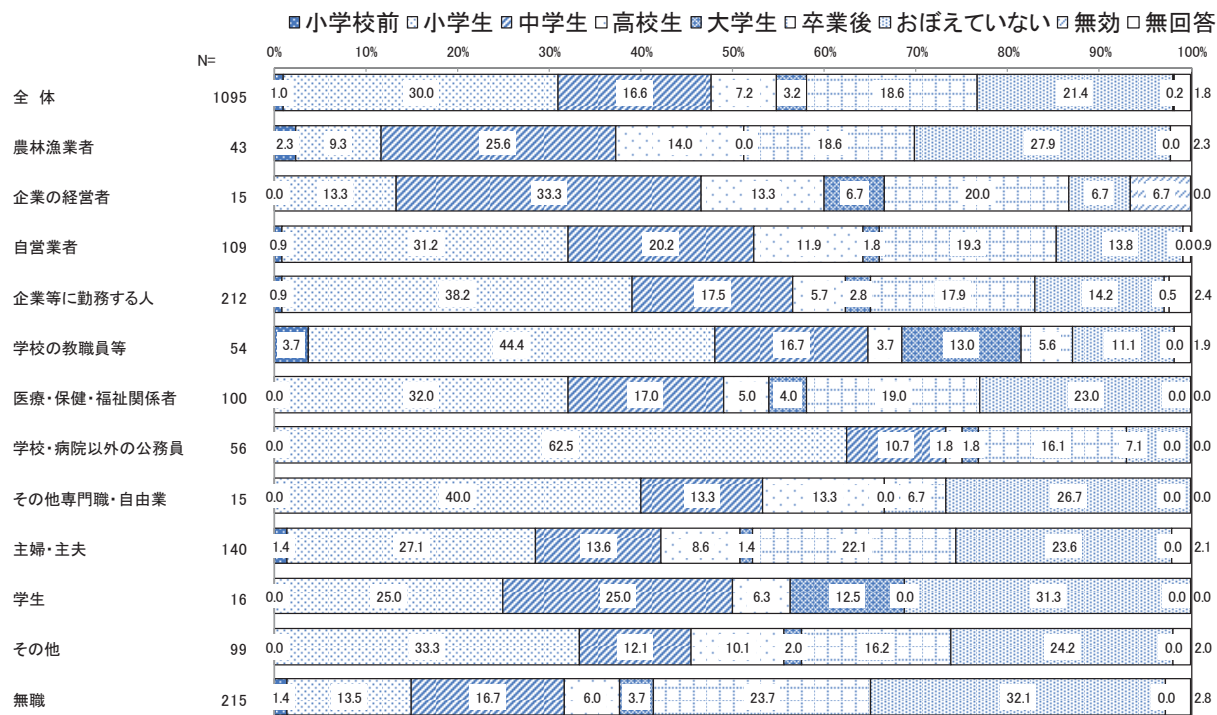 ■小学校前 □小学生 ■中学生 □高校生 ■大学生 □卒業後 ■おぼえていない □無効 □無回答
N= 0% 10% 20% 30% 40% 50% 60% 70% 80% 90% 100%
全 体 1095 1.0 30.0 16.6 7.2 3.2 18.6 21.4 0.2 1.8
農林漁業者 43 2.3 9.3 25.6 14.0 0.0 18.6 27.9 0.0 2.3
企業の経営者 15 0.0 13.3 33.3 13.3 6.7 20.0 6.7 6.7 0.0
自営業者 109 0.9 31.2 20.2 11.9 1.8 19.3 13.8 0.0 0.9
企業等に勤務する人 212 0.9 38.2 17.5 5.7 2.8 17.9 14.2 0.5 2.4
学校の教職員等 54 3.7 44.4 16.7 3.7 13.0 5.6 11.1 0.0 1.9
医療・保健・福祉関係者 100 0.0 32.0 17.0 5.0 4.0 19.0 23.0 0.0 0.0
学校・病院以外の公務員 56 0.0 62.5 10.7 1.8 1.8 16.1 7.1 0.0 0.0
その他専門職・自由業 15 0.0 40.0 13.3 13.3 0.0 6.7 26.7 0.0 0.0
主婦・主夫 140 1.4 27.1 13.6 8.6 1.4 22.1 23.6 0.0 2.1
学生 16 0.0 25.0 25.0 6.3 12.5 0.0 31.3 0.0 0.0
その他 99 0.0 33.3 12.1 10.1 2.0 16.2 24.2 0.0 2.0
無職 215 1.4 13.5 16.7 6.0 3.7 23.7 32.1 0.0 2.8